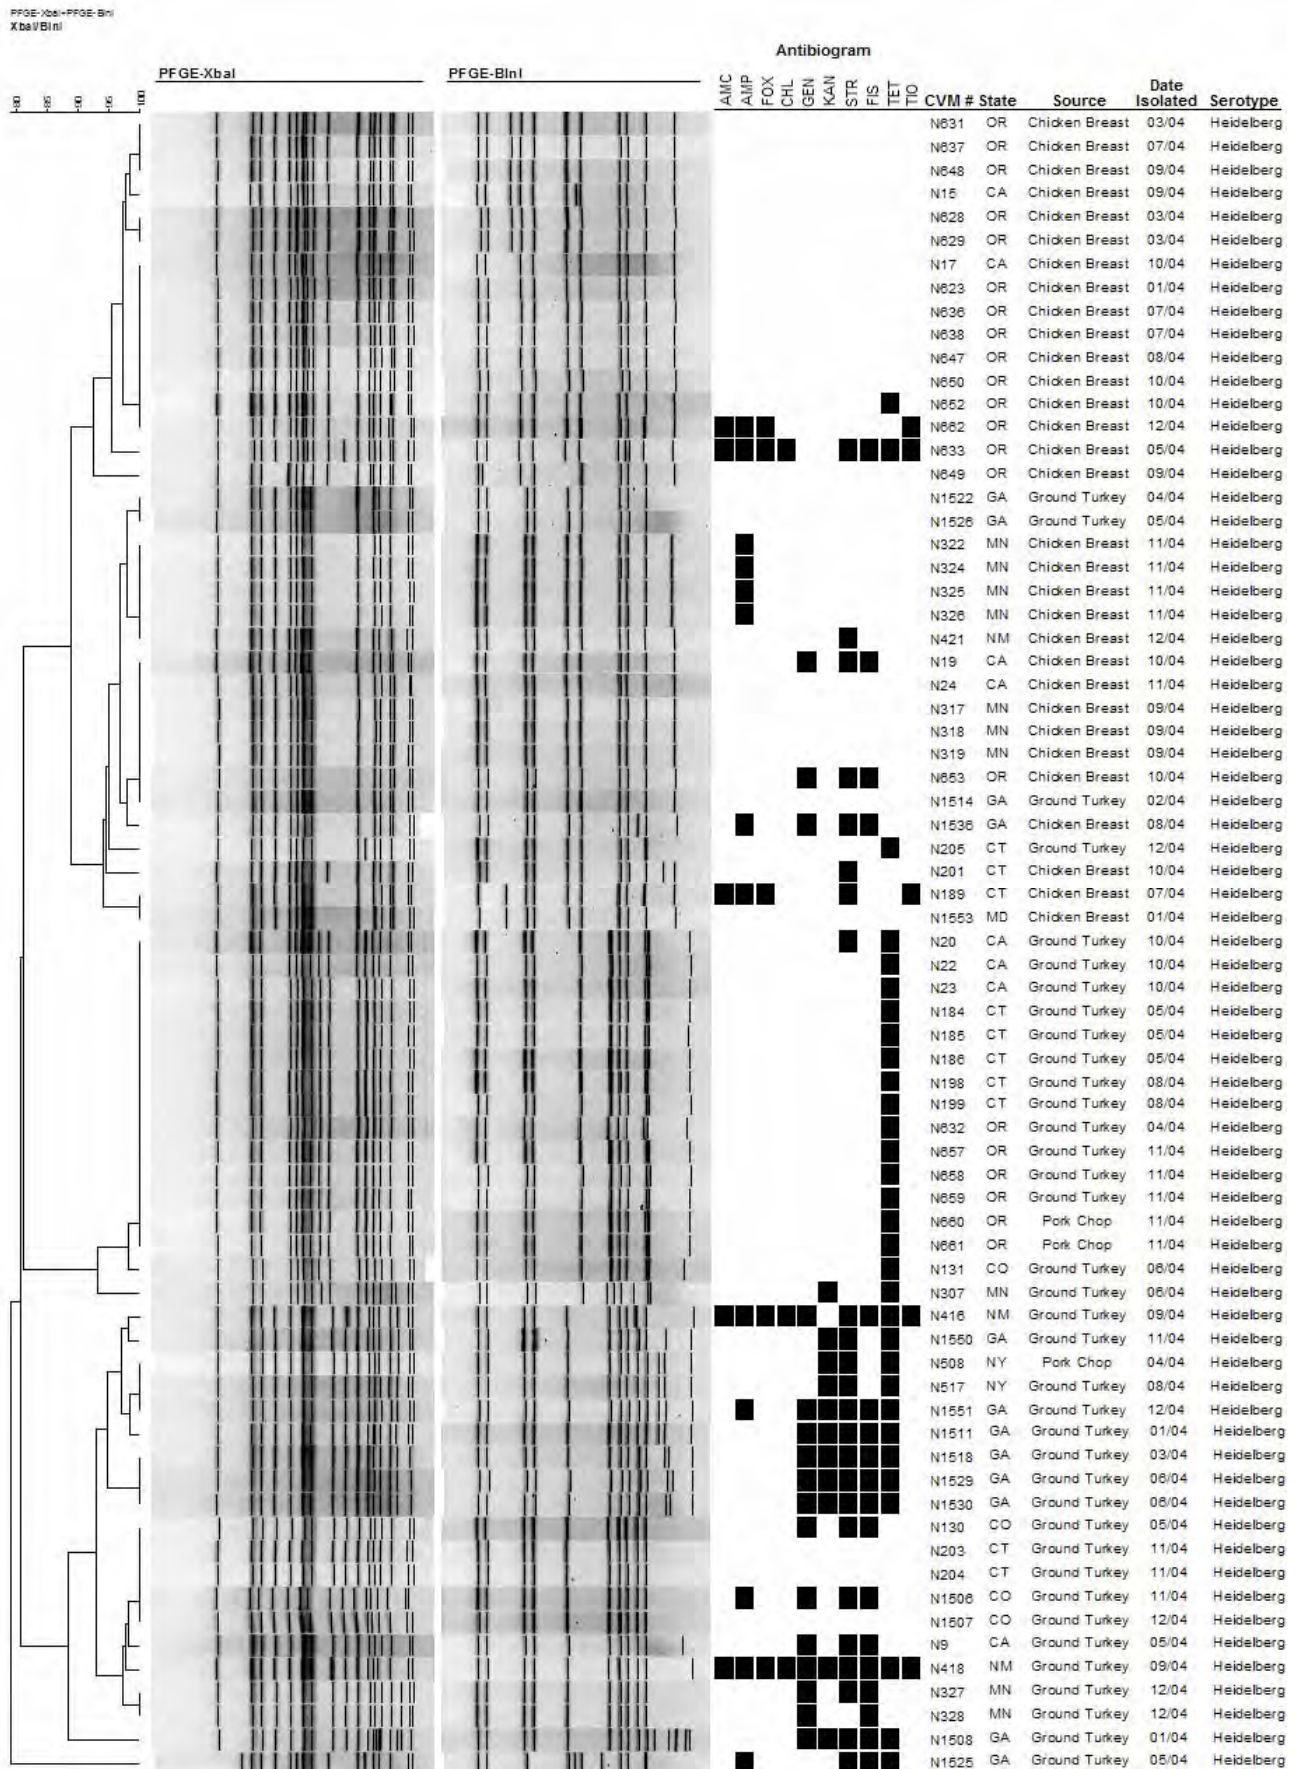 PFGE-XbaI+PFGE-BlnI
XbaI/BlnI
Antibiogram
PFGE-XbaI PFGE-BlnI
80 85 90 95 100
AMC AMP FOX CHL GEN KAN STR FIS TET TIO CVM # State Source Date Isolated Serotype
N631 OR Chicken Breast 03/04 Heidelberg
N637 OR Chicken Breast 07/04 Heidelberg
N648 OR Chicken Breast 09/04 Heidelberg
N15 CA Chicken Breast 09/04 Heidelberg
N628 OR Chicken Breast 03/04 Heidelberg
N629 OR Chicken Breast 03/04 Heidelberg
N17 CA Chicken Breast 10/04 Heidelberg
N623 OR Chicken Breast 01/04 Heidelberg
N636 OR Chicken Breast 07/04 Heidelberg
N638 OR Chicken Breast 07/04 Heidelberg
N647 OR Chicken Breast 08/04 Heidelberg
N650 OR Chicken Breast 10/04 Heidelberg
N652 OR Chicken Breast 10/04 Heidelberg
N662 OR Chicken Breast 12/04 Heidelberg
N633 OR Chicken Breast 05/04 Heidelberg
N649 OR Chicken Breast 09/04 Heidelberg
N1522 GA Ground Turkey 04/04 Heidelberg
N1526 GA Ground Turkey 05/04 Heidelberg
N322 MN Chicken Breast 11/04 Heidelberg
N324 MN Chicken Breast 11/04 Heidelberg
N325 MN Chicken Breast 11/04 Heidelberg
N326 MN Chicken Breast 11/04 Heidelberg
N421 NM Chicken Breast 12/04 Heidelberg
N19 CA Chicken Breast 10/04 Heidelberg
N24 CA Chicken Breast 11/04 Heidelberg
N317 MN Chicken Breast 09/04 Heidelberg
N318 MN Chicken Breast 09/04 Heidelberg
N319 MN Chicken Breast 09/04 Heidelberg
N653 OR Chicken Breast 10/04 Heidelberg
N1514 GA Ground Turkey 02/04 Heidelberg
N1536 GA Chicken Breast 08/04 Heidelberg
N205 CT Ground Turkey 12/04 Heidelberg
N201 CT Chicken Breast 10/04 Heidelberg
N189 CT Chicken Breast 07/04 Heidelberg
N1553 MD Chicken Breast 01/04 Heidelberg
N20 CA Ground Turkey 10/04 Heidelberg
N22 CA Ground Turkey 10/04 Heidelberg
N23 CA Ground Turkey 10/04 Heidelberg
N184 CT Ground Turkey 05/04 Heidelberg
N185 CT Ground Turkey 05/04 Heidelberg
N186 CT Ground Turkey 05/04 Heidelberg
N198 CT Ground Turkey 08/04 Heidelberg
N199 CT Ground Turkey 08/04 Heidelberg
N632 OR Ground Turkey 04/04 Heidelberg
N657 OR Ground Turkey 11/04 Heidelberg
N658 OR Ground Turkey 11/04 Heidelberg
N659 OR Ground Turkey 11/04 Heidelberg
N660 OR Pork Chop 11/04 Heidelberg
N661 OR Pork Chop 11/04 Heidelberg
N131 CO Ground Turkey 06/04 Heidelberg
N307 MN Ground Turkey 06/04 Heidelberg
N416 NM Ground Turkey 09/04 Heidelberg
N1550 GA Ground Turkey 11/04 Heidelberg
N508 NY Pork Chop 04/04 Heidelberg
N517 NY Ground Turkey 08/04 Heidelberg
N1551 GA Ground Turkey 12/04 Heidelberg
N1511 GA Ground Turkey 01/04 Heidelberg
N1518 GA Ground Turkey 03/04 Heidelberg
N1529 GA Ground Turkey 06/04 Heidelberg
N1530 GA Ground Turkey 06/04 Heidelberg
N130 CO Ground Turkey 05/04 Heidelberg
N203 CT Ground Turkey 11/04 Heidelberg
N204 CT Ground Turkey 11/04 Heidelberg
N1506 CO Ground Turkey 11/04 Heidelberg
N1507 CO Ground Turkey 12/04 Heidelberg
N9 CA Ground Turkey 05/04 Heidelberg
N418 NM Ground Turkey 09/04 Heidelberg
N327 MN Ground Turkey 12/04 Heidelberg
N328 MN Ground Turkey 12/04 Heidelberg
N1508 GA Ground Turkey 01/04 Heidelberg
N1525 GA Ground Turkey 05/04 Heidelberg